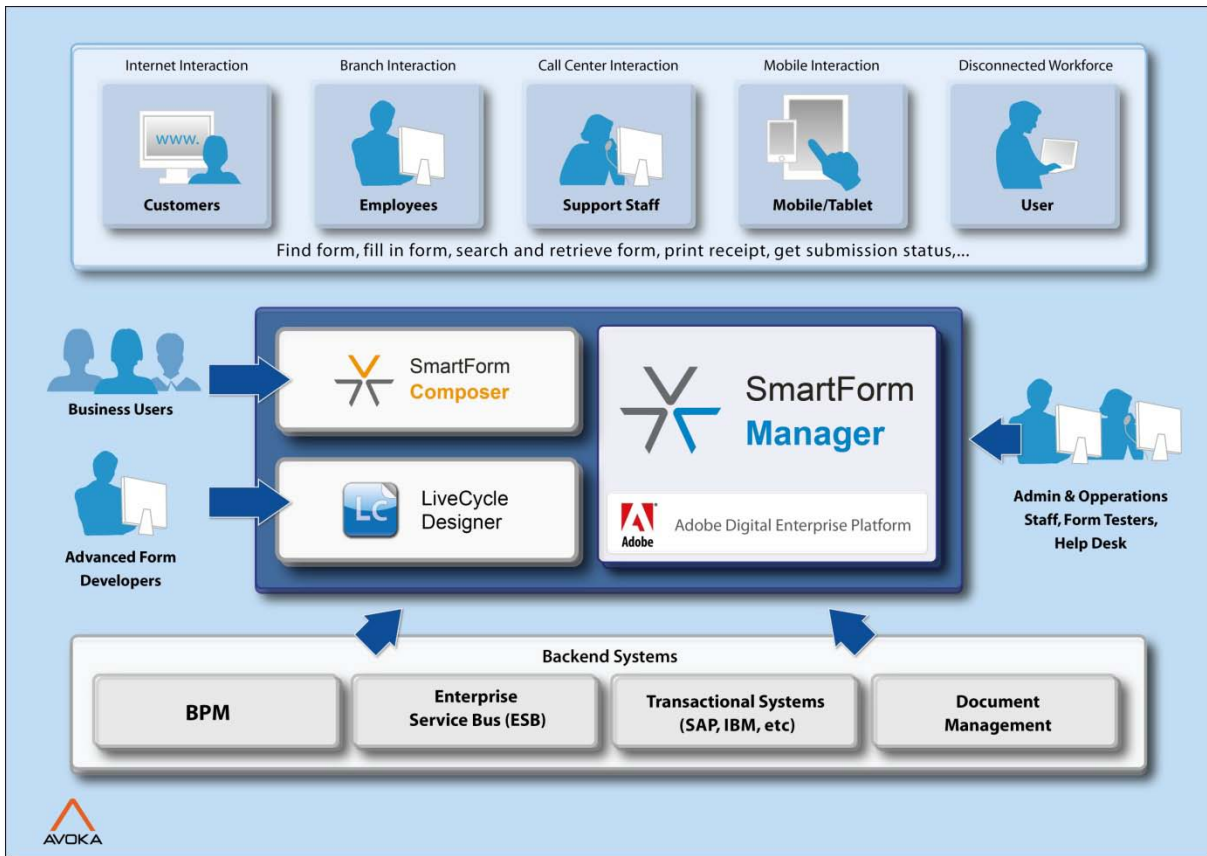 Internet Interaction
Branch Interaction
Call Center Interaction
Mobile Interaction
Disconnected Workforce
www.
Customers
Employees
Support Staff
Mobile/Tablet
User
Find form, fill in form, search and retrieve form, print receipt, get submission status,...
Business Users
SmartForm
Composer
SmartForm
Manager
LiveCycle
Designer
LC
Adobe
Adobe Digital Enterprise Platform
Advanced Form
Developers
Admin & Opperations
Staff, Form Testers,
Help Desk
Backend Systems
BPM
Enterprise
Service Bus (ESB)
Transactional Systems
(SAP, IBM, etc)
Document
Management
AVOKA